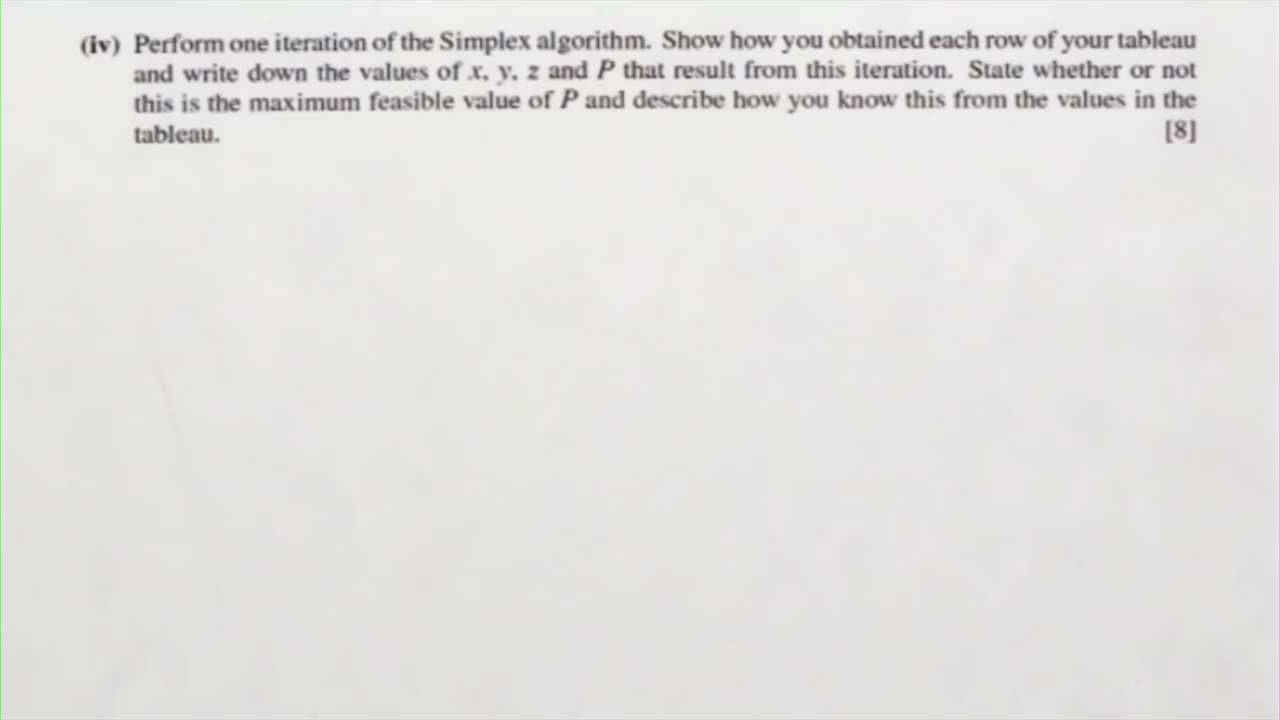 (iv) Perform one iteration of the Simplex algorithm. Show how you obtained each row of your tableau
and write down the values of x, y, z and P that result from this iteration. State whether or not
this is the maximum feasible value of P and describe how you know this from the values in the
tableau. [8]